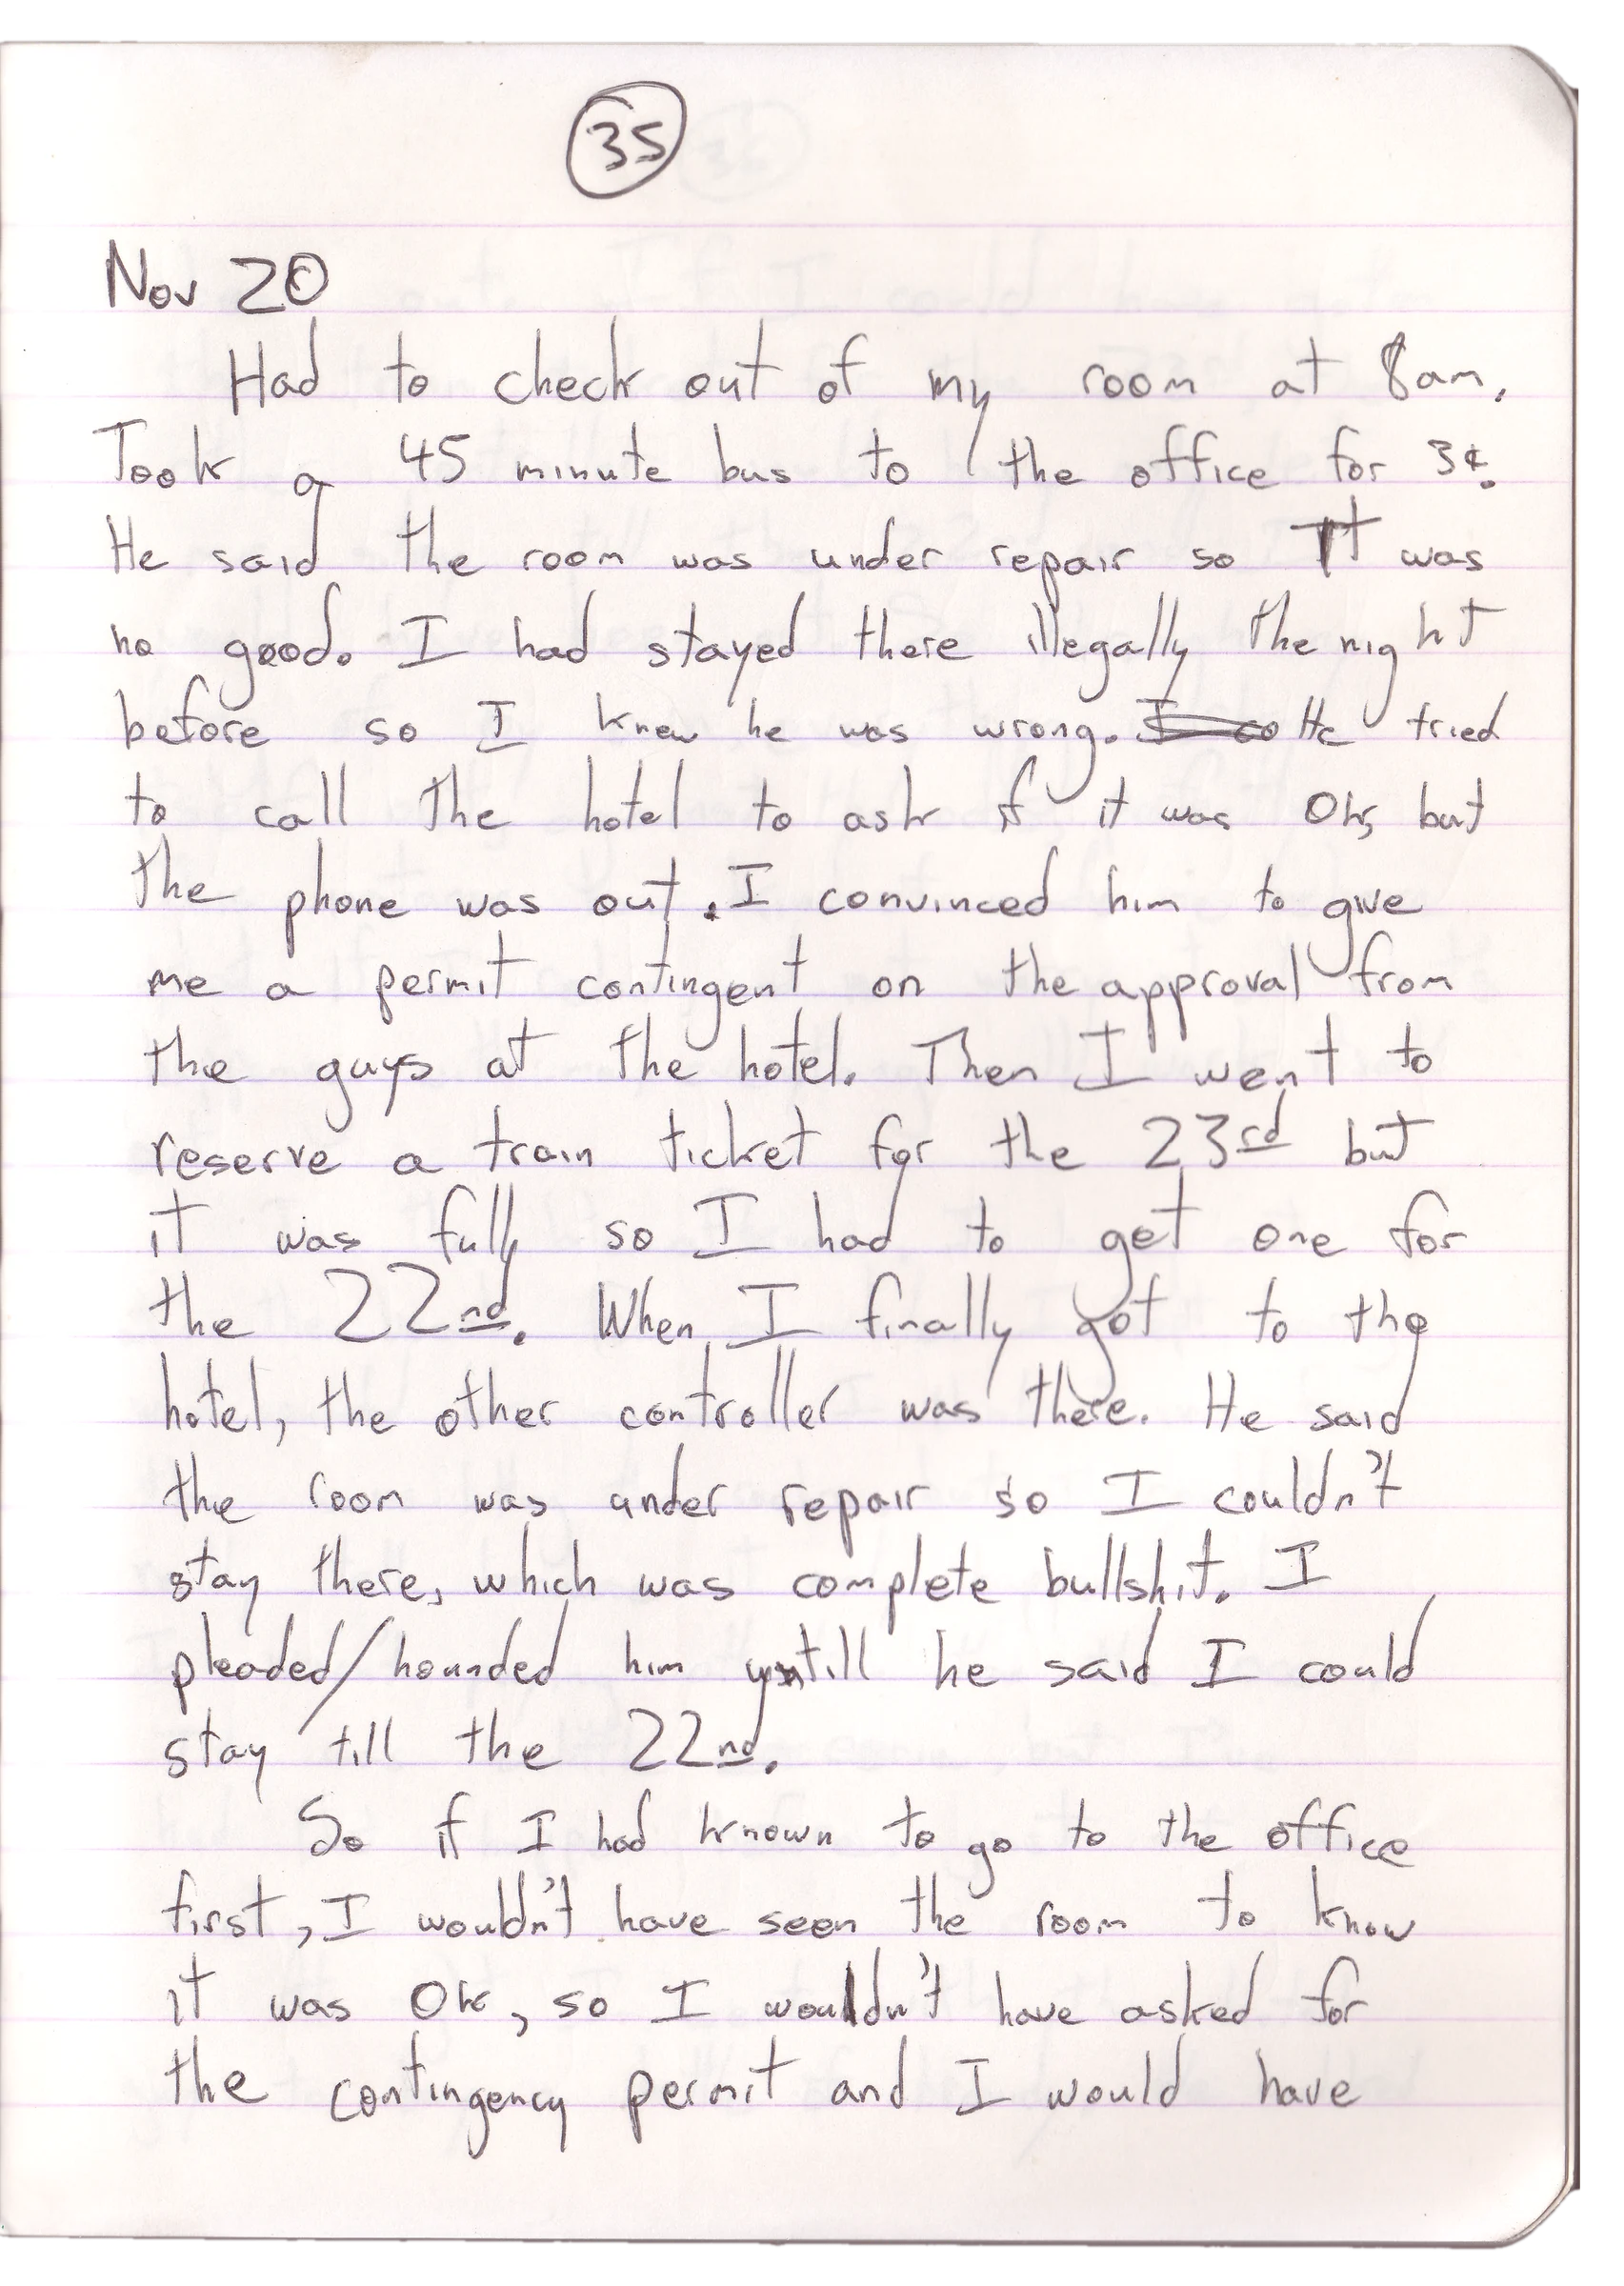 35
Nov 20
Had to check out of my room at 8am.
Took a 45 minute bus to the office for 3¢.
He said the room was under repair so It was
no good. I had stayed there illegally the night
before so I knew he was wrong. He tried
to call the hotel to ask if it was Ok, but
the phone was out. I convinced him to give
me a permit contingent on the approval from
the guys at the hotel. Then I went to
reserve a train ticket for the 23rd but
it was fully so I had to get one for
the 22nd. When I finally got to the
hotel, the other controller was there. He said
the room was under repair so I couldn't
stay there, which was complete bullshit. I
pleaded/hounded him untill he said I could
stay till the 22nd.
So if I had known to go to the office
first, I wouldn't have seen the room to know
it was Ok, so I wouldn't have asked for
the contingency permit and I would have